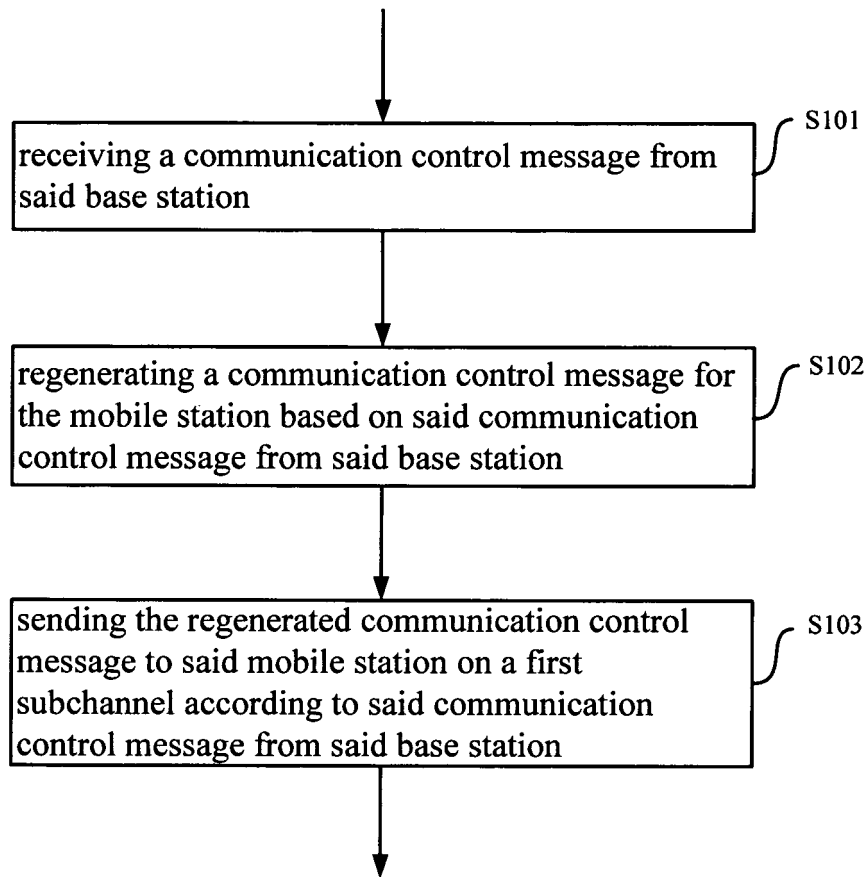 S101
receiving a communication control message from
said base station
S102
regenerating a communication control message for
the mobile station based on said communication
control message from said base station
S103
sending the regenerated communication control
message to said mobile station on a first
subchannel according to said communication
control message from said base station